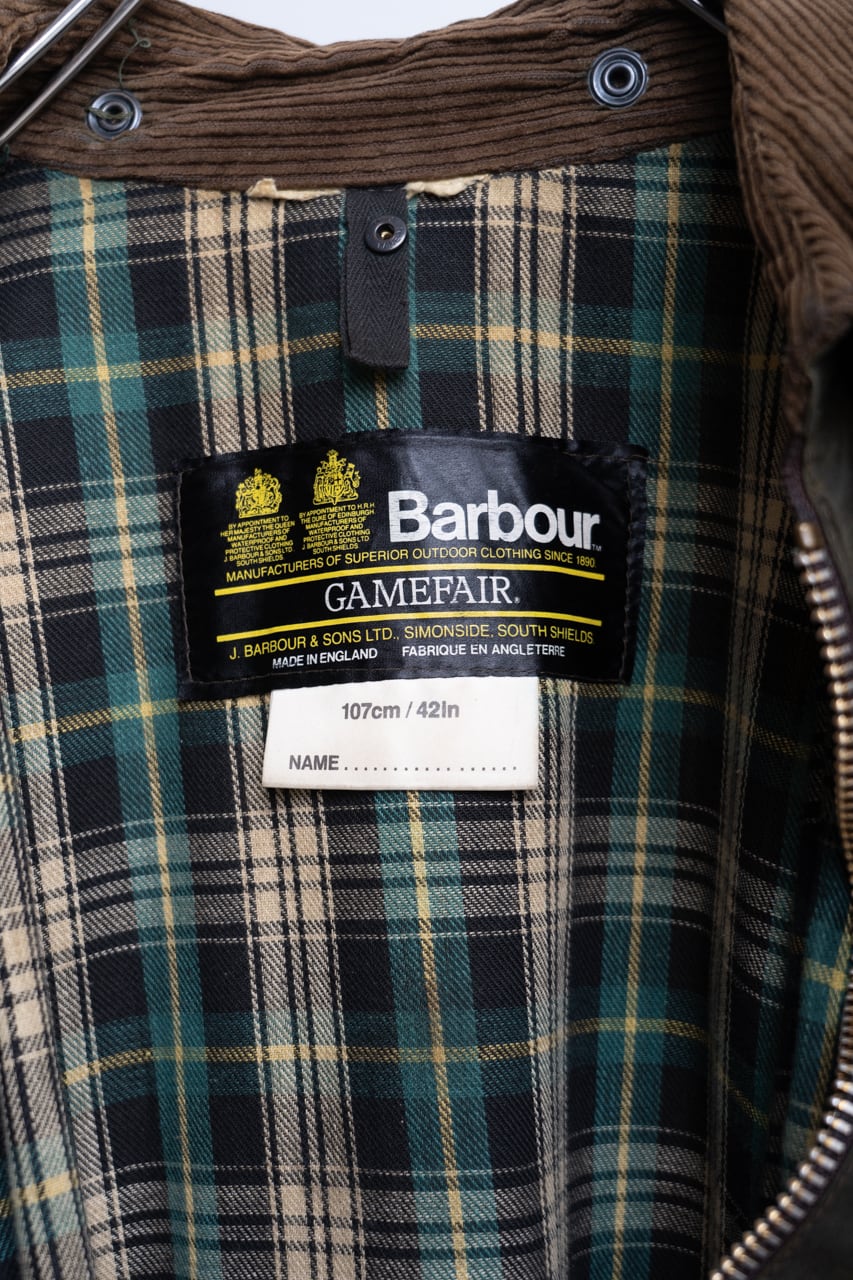 BY APPOINTMENT TO
HER MAJESTY THE QUEEN
MANUFACTURERS OF
WATERPROOF AND
PROTECTIVE CLOTHING
J. BARBOUR & SONS LTD.
SOUTH SHIELDS
BY APPOINTMENT TO H.R.H.
THE DUKE OF EDINBURGH
MANUFACTURERS OF
WATERPROOF AND
PROTECTIVE CLOTHING
J. BARBOUR & SONS LTD
SOUTH SHIELDS
Barbour™
MANUFACTURERS OF SUPERIOR OUTDOOR CLOTHING SINCE 1890.
GAMEFAIR®
J. BARBOUR & SONS LTD., SIMONSIDE, SOUTH SHIELDS
MADE IN ENGLAND FABRIQUE EN ANGLETERRE
107cm / 42In
NAME..................